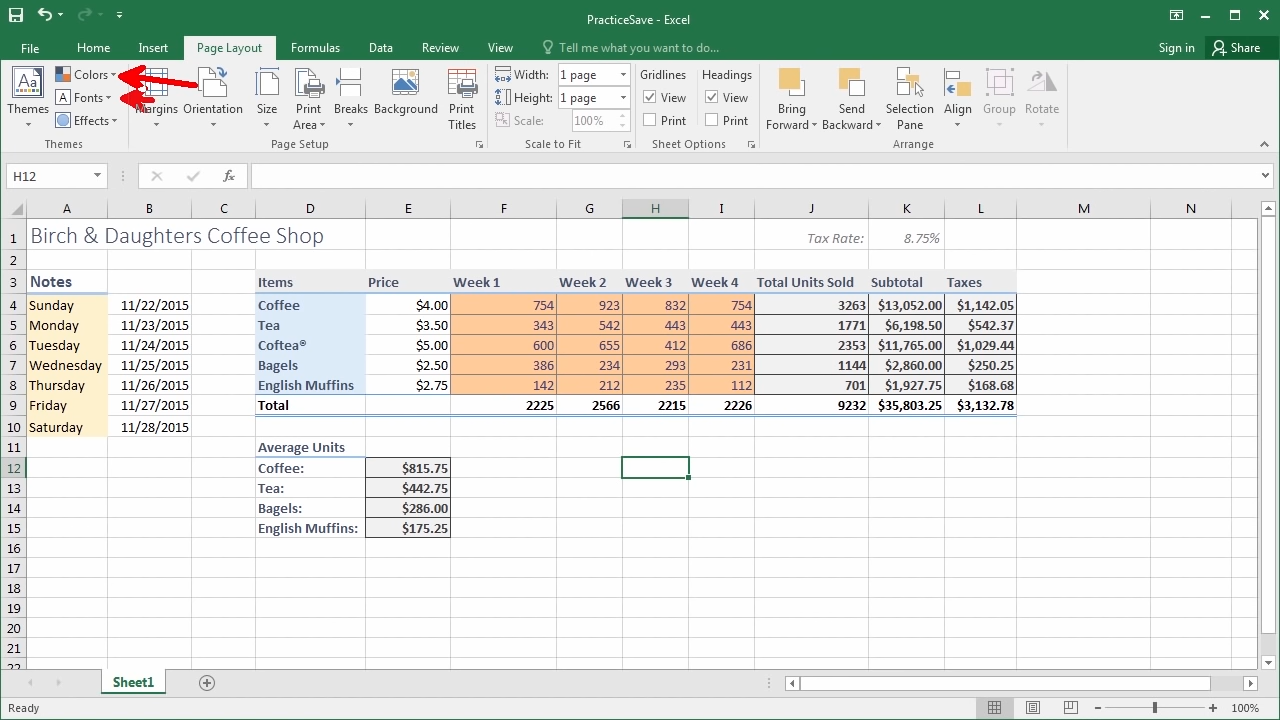 PracticeSave - Excel
File Home Insert Page Layout Formulas Data Review View Tell me what you want to do... Sign in Share
Colors Width: 1 page Gridlines Headings
Fonts Height: 1 page View View
Themes Effects Margins Orientation Size Print Area Breaks Background Print Titles Scale: 100% Print Print Bring Forward Send Backward Selection Pane Align Group Rotate
Themes Page Setup Scale to Fit Sheet Options Arrange
H12 fx
A B C D E F G H I J K L M N
1 Birch & Daughters Coffee Shop Tax Rate: 8.75%
2
3 Notes Items Price Week 1 Week 2 Week 3 Week 4 Total Units Sold Subtotal Taxes
4 Sunday 11/22/2015 Coffee $4.00 754 923 832 754 3263 $13,052.00 $1,142.05
5 Monday 11/23/2015 Tea $3.50 343 542 443 443 1771 $6,198.50 $542.37
6 Tuesday 11/24/2015 Coftea® $5.00 600 655 412 686 2353 $11,765.00 $1,029.44
7 Wednesday 11/25/2015 Bagels $2.50 386 234 293 231 1144 $2,860.00 $250.25
8 Thursday 11/26/2015 English Muffins $2.75 142 212 235 112 701 $1,927.75 $168.68
9 Friday 11/27/2015 Total 2225 2566 2215 2226 9232 $35,803.25 $3,132.78
10 Saturday 11/28/2015
11 Average Units
12 Coffee: $815.75
13 Tea: $442.75
14 Bagels: $286.00
15 English Muffins: $175.25
16
17
18
19
20
21
22
Sheet1
Ready 100%